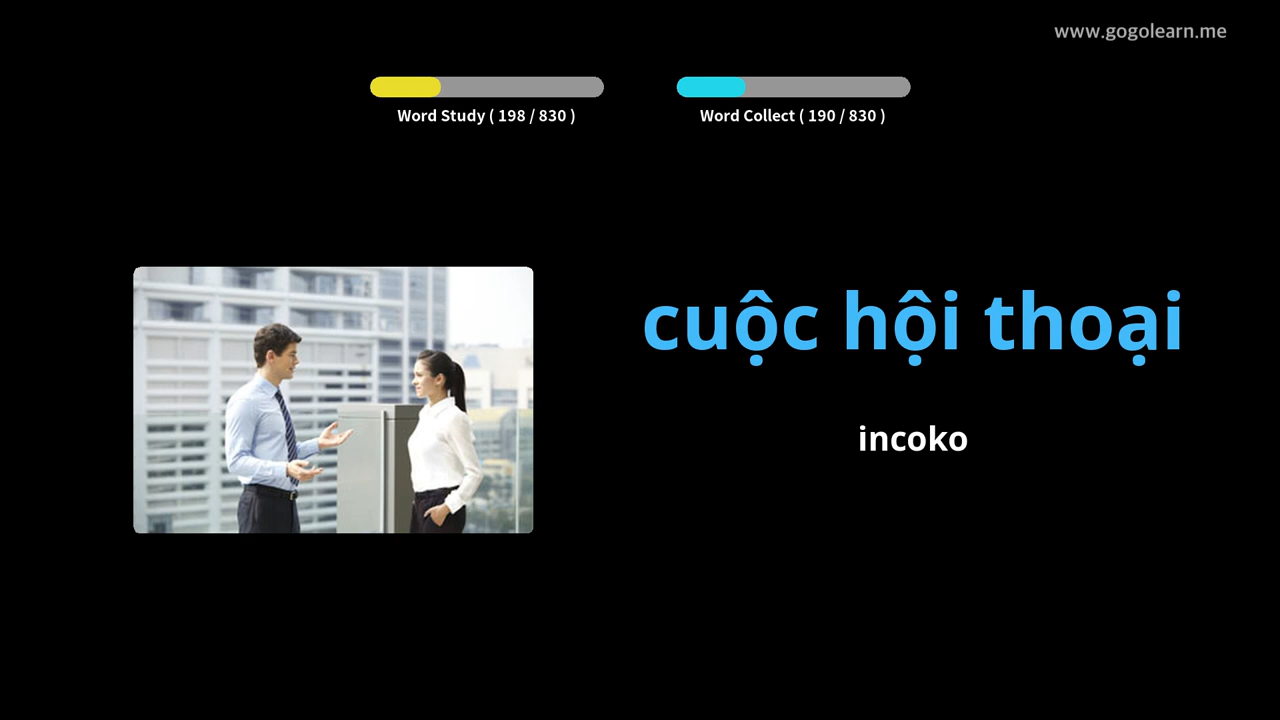 www.gogolearn.me
Word Study ( 198 / 830 )
Word Collect ( 190 / 830 )
cuộc hội thoại
incoko